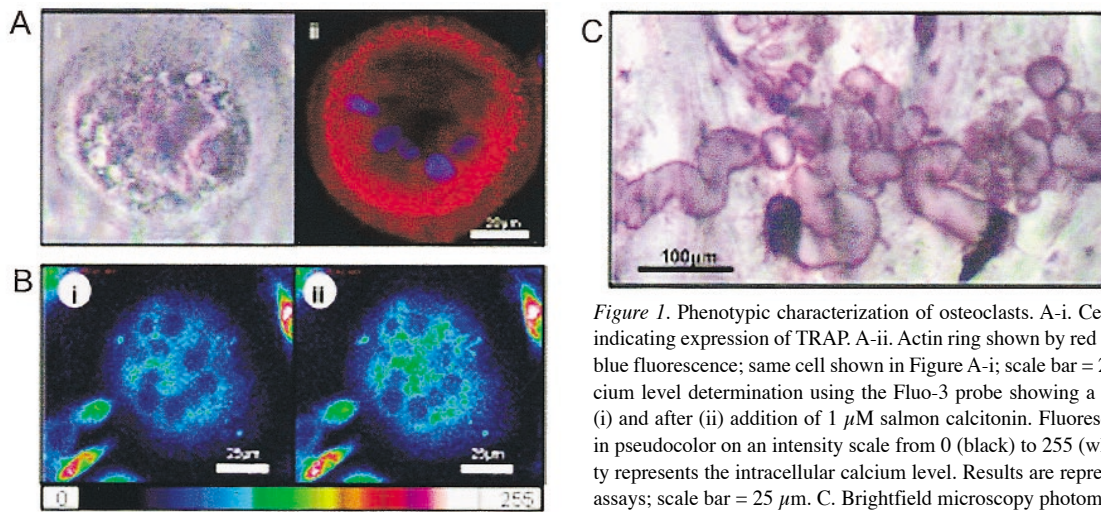 A
i
ii
20µm
B
i
ii
25µm
25µm
0
255
C
100µm
Figure 1. Phenotypic characterization of osteoclasts. A-i. Ce
indicating expression of TRAP. A-ii. Actin ring shown by red
blue fluorescence; same cell shown in Figure A-i; scale bar = 2
cium level determination using the Fluo-3 probe showing a
(i) and after (ii) addition of 1 µM salmon calcitonin. Fluores
in pseudocolor on an intensity scale from 0 (black) to 255 (w
ty represents the intracellular calcium level. Results are repre
assays; scale bar = 25 µm. C. Brightfield microscopy photom